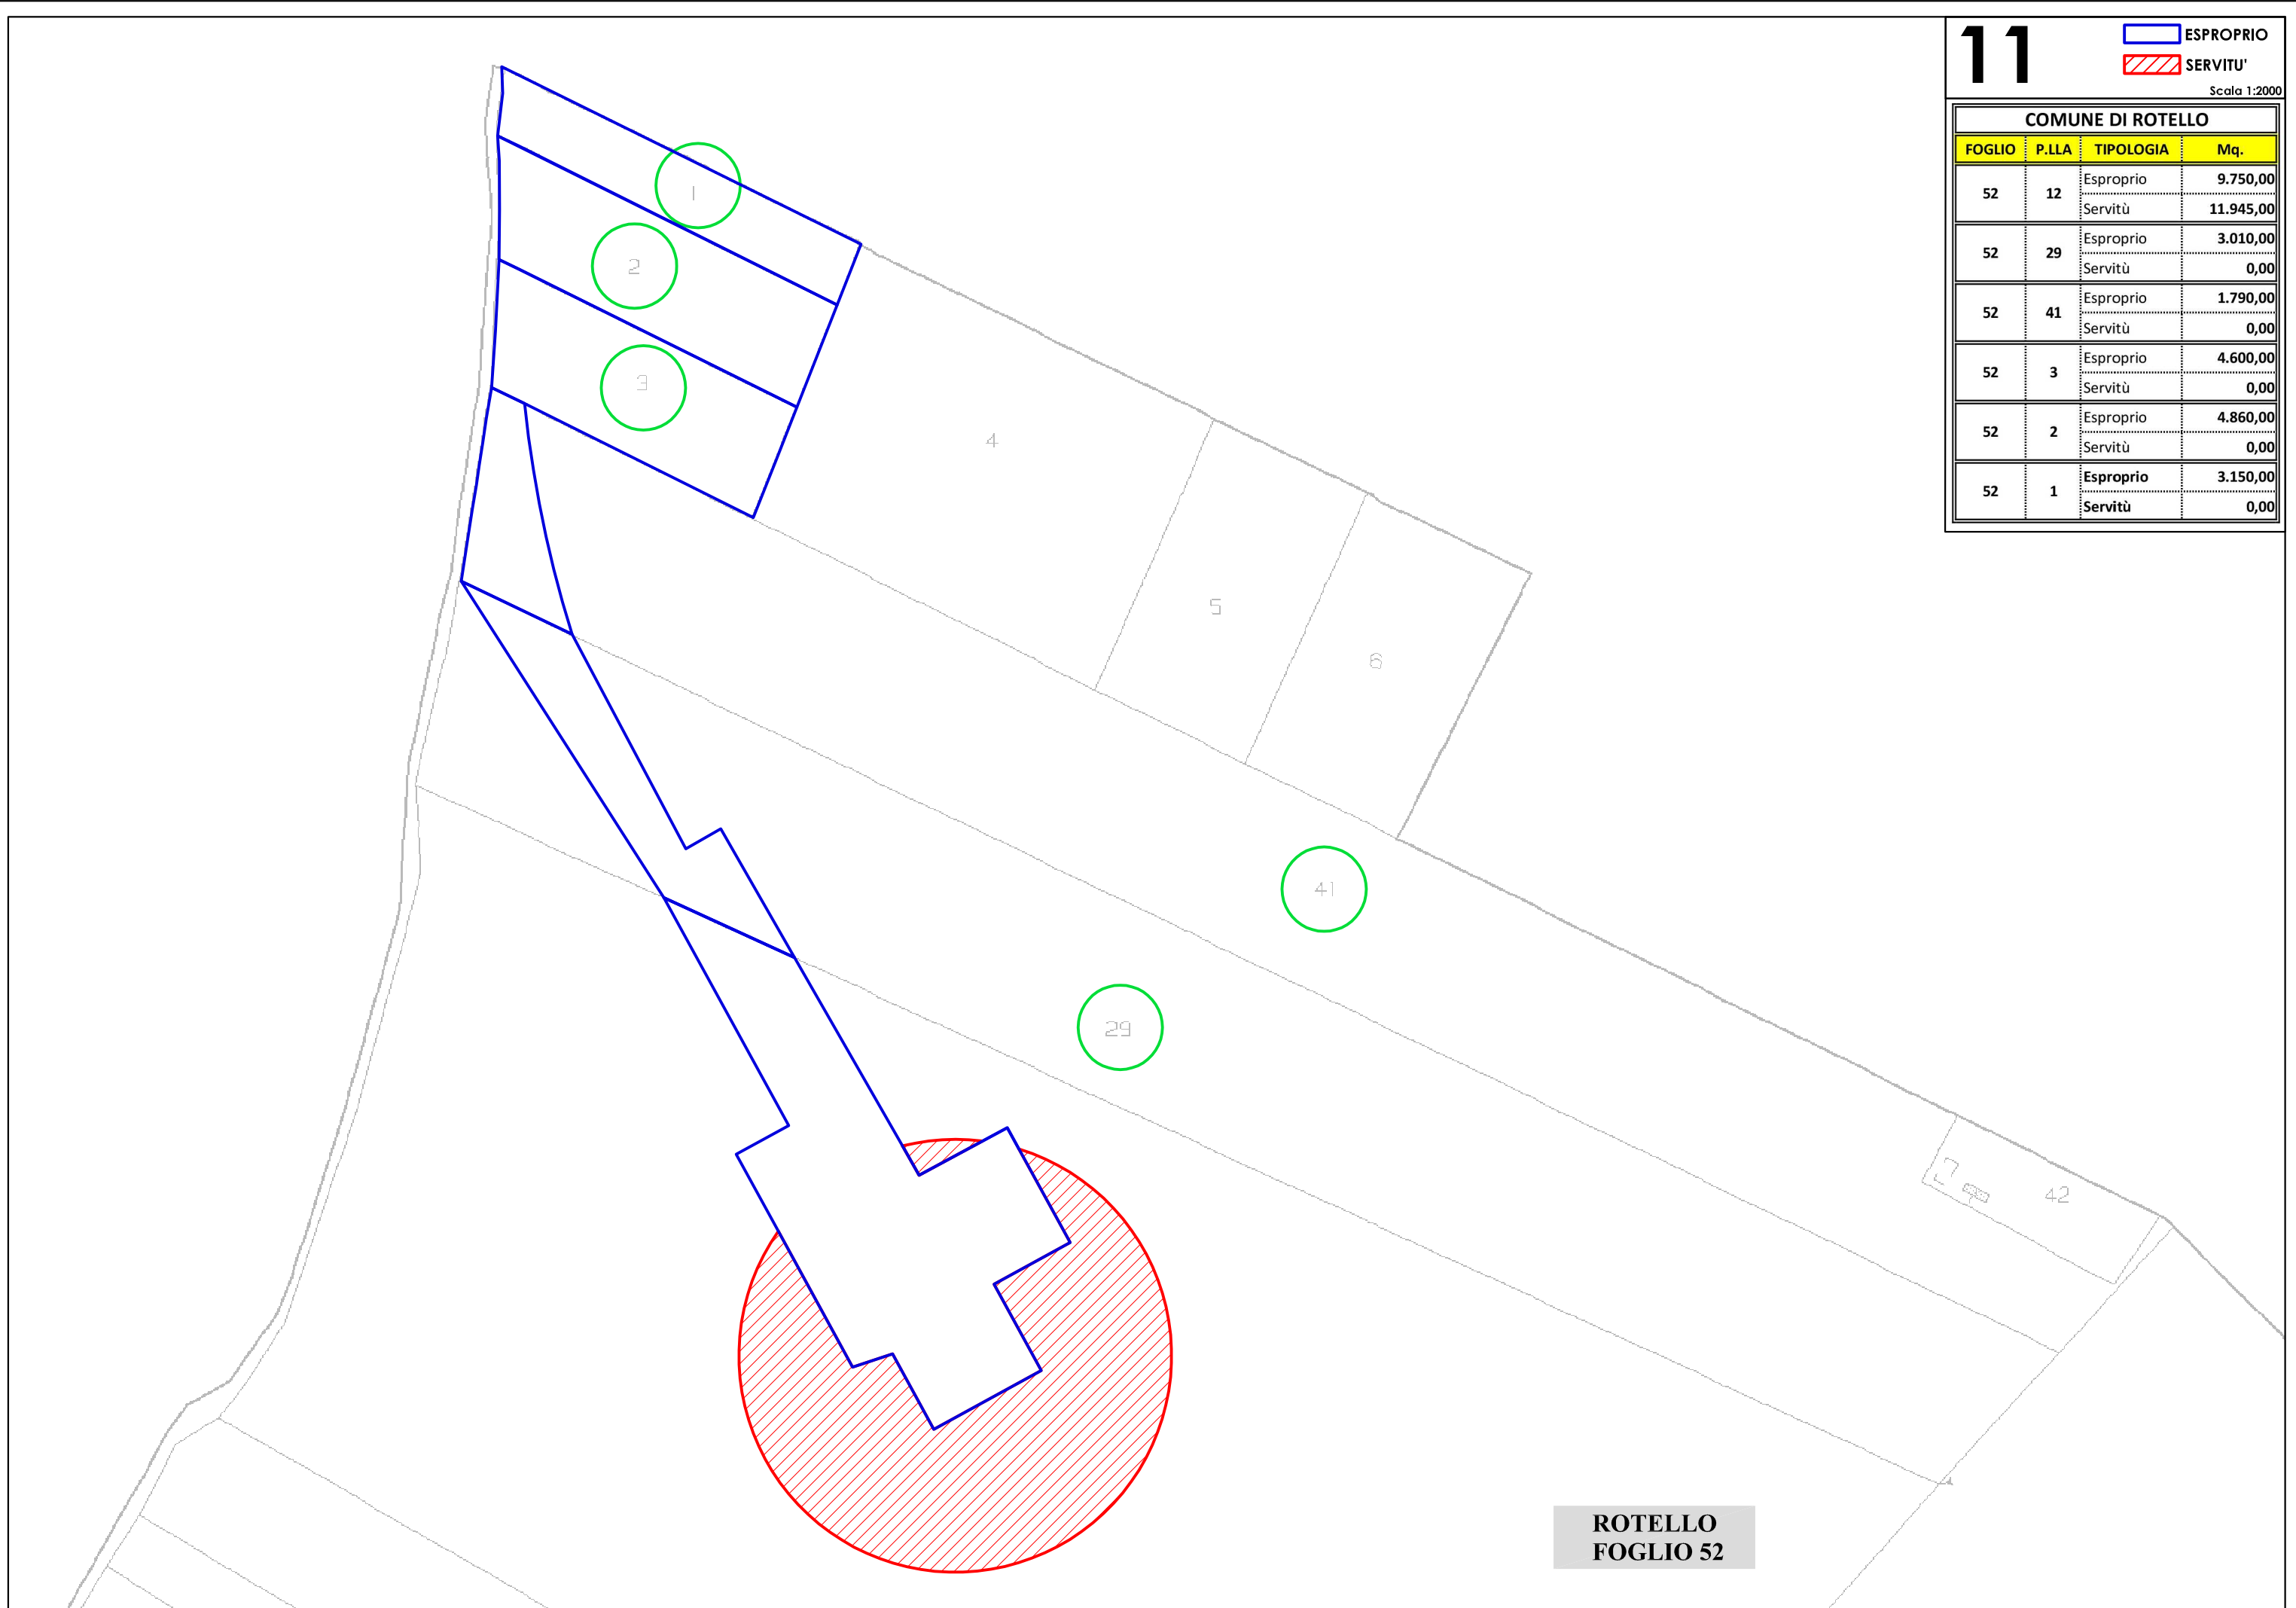 11
ESPROPRIO
SERVITU'
Scala 1:2000
COMUNE DI ROTELLO
FOGLIO P.LLA TIPOLOGIA Mq.
52 12 Esproprio 9.750,00
Servitù 11.945,00
52 29 Esproprio 3.010,00
Servitù 0,00
52 41 Esproprio 1.790,00
Servitù 0,00
52 3 Esproprio 4.600,00
Servitù 0,00
52 2 Esproprio 4.860,00
Servitù 0,00
52 1 Esproprio 3.150,00
Servitù 0,00
1
2
3
4
5
6
41
29
42
ROTELLO
FOGLIO 52